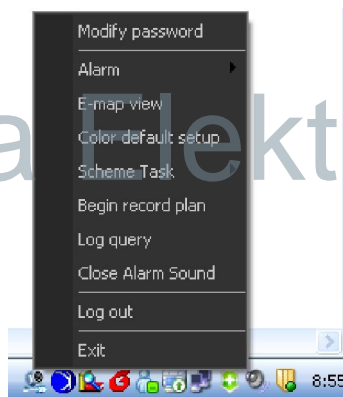 Modify password
Alarm
E-map view
Color default setup
Scheme Task
Begin record plan
Log query
Close Alarm Sound
Log out
Exit
a Elekt
8:55